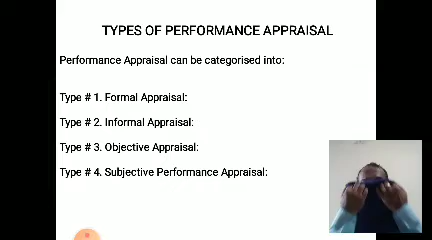 TYPES OF PERFORMANCE APPRAISAL
Performance Appraisal can be categorised into:
Type # 1. Formal Appraisal:
Type # 2. Informal Appraisal:
Type # 3. Objective Appraisal:
Type # 4. Subjective Performance Appraisal: